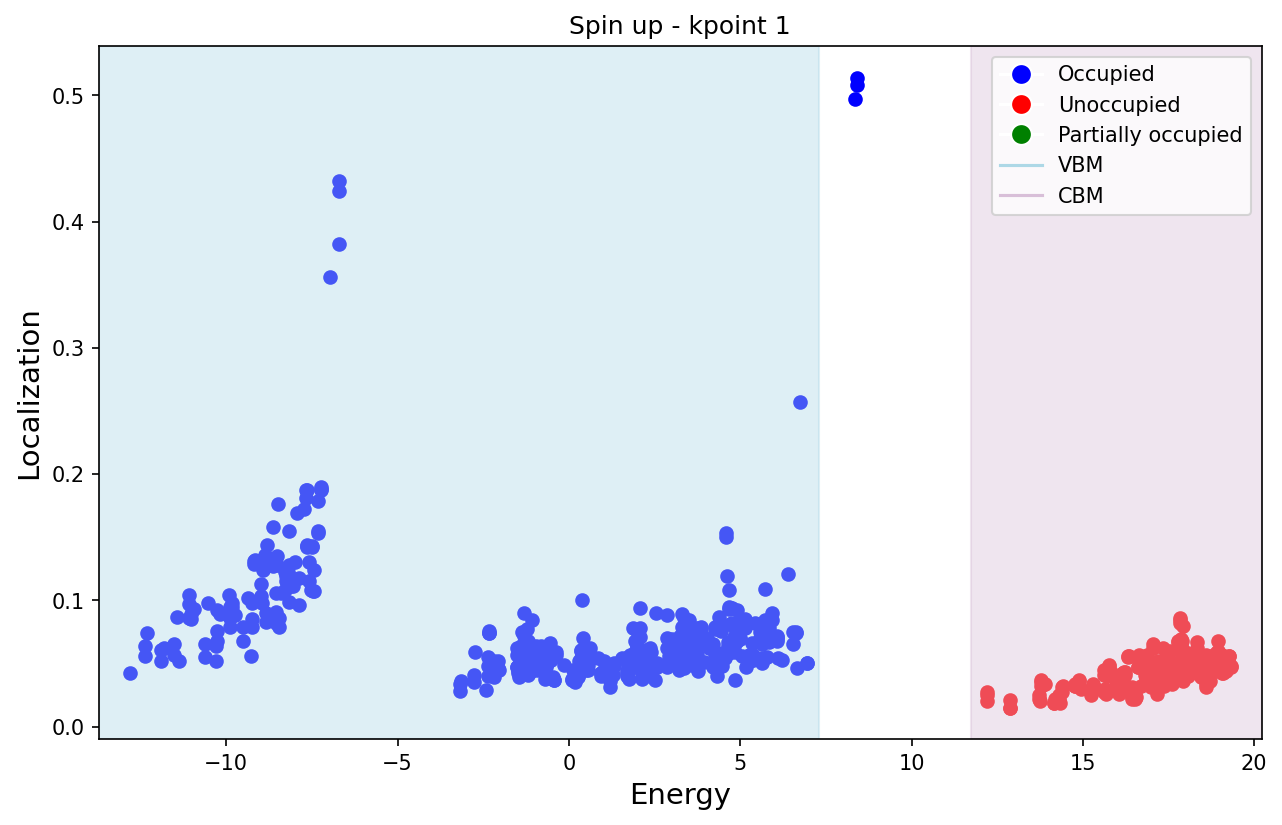 Spin up - kpoint 1
Localization
0.5
0.4
0.3
0.2
0.1
0.0
Occupied
Unoccupied
Partially occupied
VBM
CBM
−10
−5
0
5
10
15
20
Energy